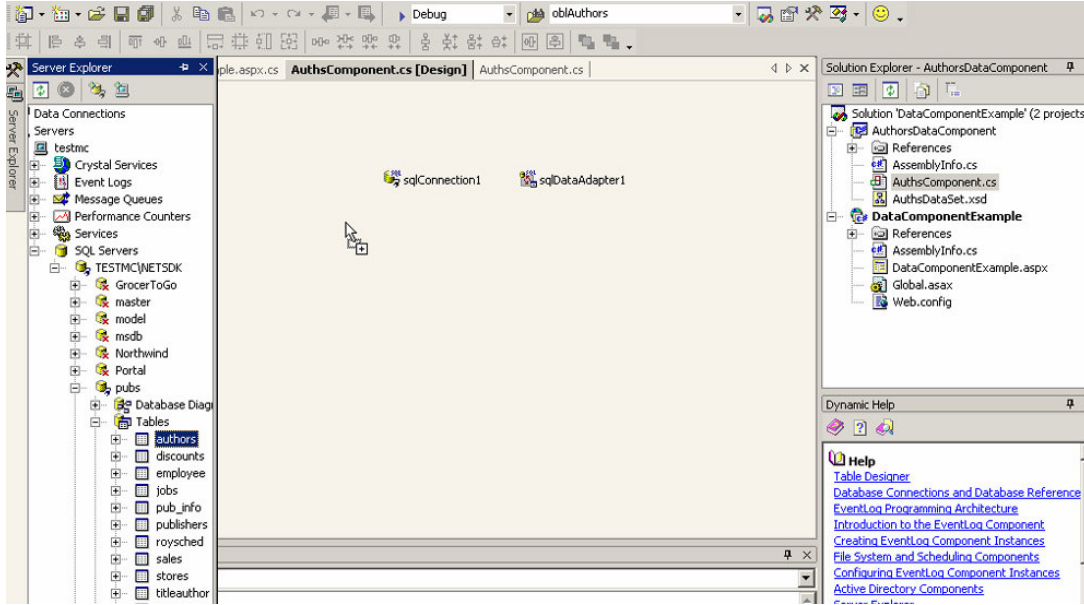 Debug
oblAuthors
Server Explorer
Server Explorer
Data Connections
Servers
testmc
Crystal Services
Event Logs
Message Queues
Performance Counters
Services
SQL Servers
TESTMC\NETSDK
GrocerToGo
master
model
msdb
Northwind
Portal
pubs
Database Diagr
Tables
authors
discounts
employee
jobs
pub_info
publishers
roysched
sales
stores
titleauthor
ple.aspx.cs
AuthsComponent.cs [Design]
AuthsComponent.cs
sqlConnection1
sqlDataAdapter1
Solution Explorer - AuthorsDataComponent
Solution 'DataComponentExample' (2 projects
AuthorsDataComponent
References
AssemblyInfo.cs
AuthsComponent.cs
AuthsDataSet.xsd
DataComponentExample
References
AssemblyInfo.cs
DataComponentExample.aspx
Global.asax
Web.config
Dynamic Help
Help
Table Designer
Database Connections and Database Reference
EventLog Programming Architecture
Introduction to the EventLog Component
Creating EventLog Component Instances
File System and Scheduling Components
Configuring EventLog Component Instances
Active Directory Components
Server Explorer